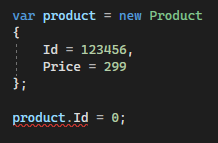 var product = new Product
{
    Id = 123456,
    Price = 299
};
product.Id = 0;